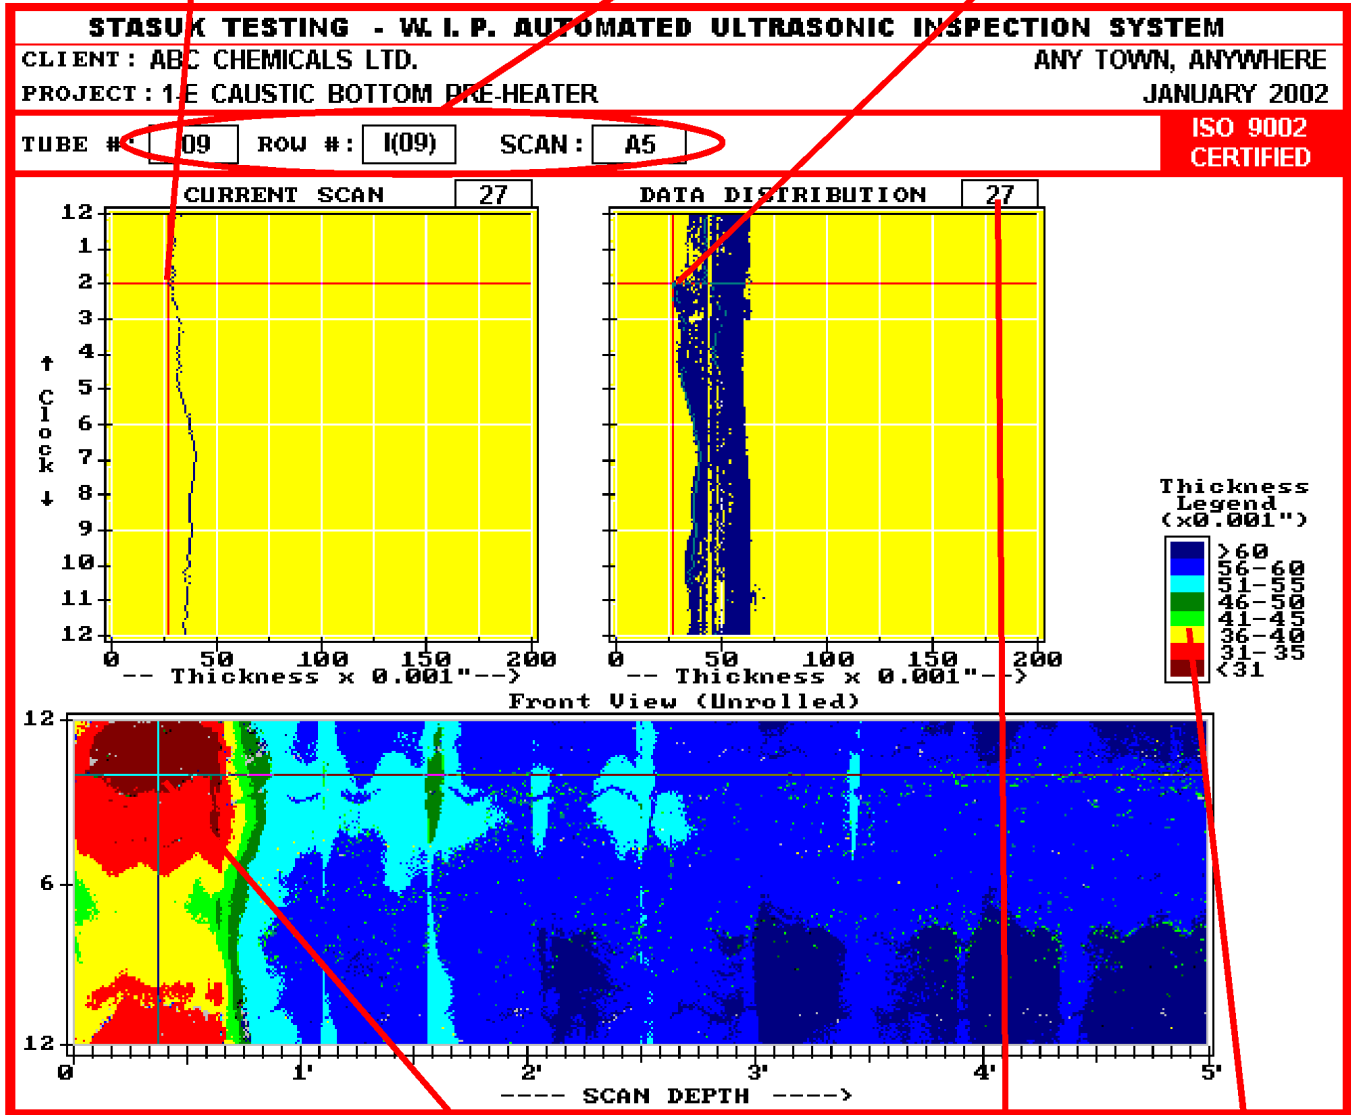 STASUK TESTING - W. I. P. AUTOMATED ULTRASONIC INSPECTION SYSTEM
CLIENT: ABC CHEMICALS LTD. ANY TOWN, ANYWHERE
PROJECT: 1-E CAUSTIC BOTTOM PRE-HEATER JANUARY 2002
TUBE #: 09 ROW #: I(09) SCAN: A5
ISO 9002
CERTIFIED
CURRENT SCAN 27
12
1
2
3
4
5
6
7
8
9
10
11
12
↑ Clock ↓
0 50 100 150 200
-- Thickness x 0.001"-->
DATA DISTRIBUTION 27
0 50 100 150 200
-- Thickness x 0.001"-->
Thickness
Legend
(x0.001")
>60
56-60
51-55
46-50
41-45
36-40
31-35
<31
Front View (Unrolled)
12
6
12
0 1' 2' 3' 4' 5'
---- SCAN DEPTH ---->